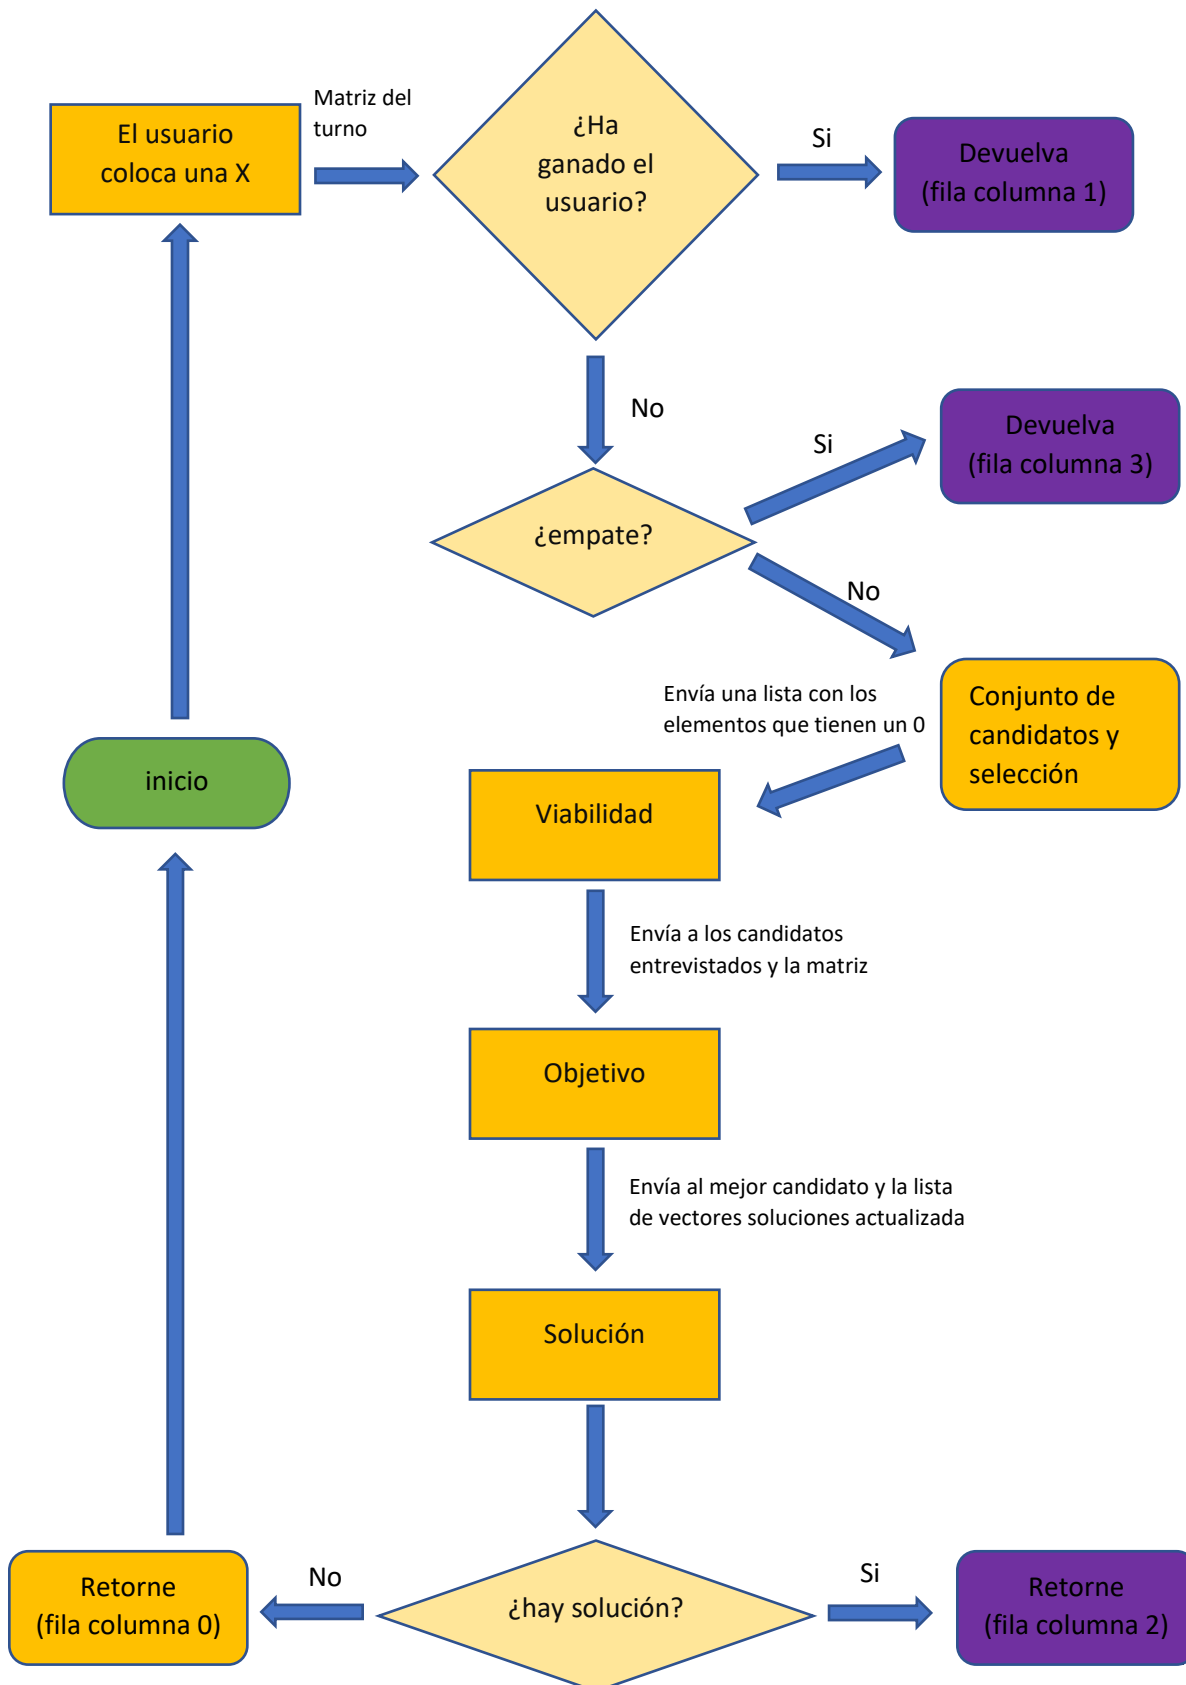 El usuario
coloca una X
Matriz del
turno
¿Ha
ganado el
usuario?
Si
Devuelva
(fila columna 1)
No
Si
Devuelva
(fila columna 3)
¿empate?
No
Envía una lista con los
elementos que tienen un 0
Conjunto de
candidatos y
selección
inicio
Viabilidad
Envía a los candidatos
entrevistados y la matriz
Objetivo
Envía al mejor candidato y la lista
de vectores soluciones actualizada
Solución
Retorne
(fila columna 0)
No
¿hay solución?
Si
Retorne
(fila columna 2)